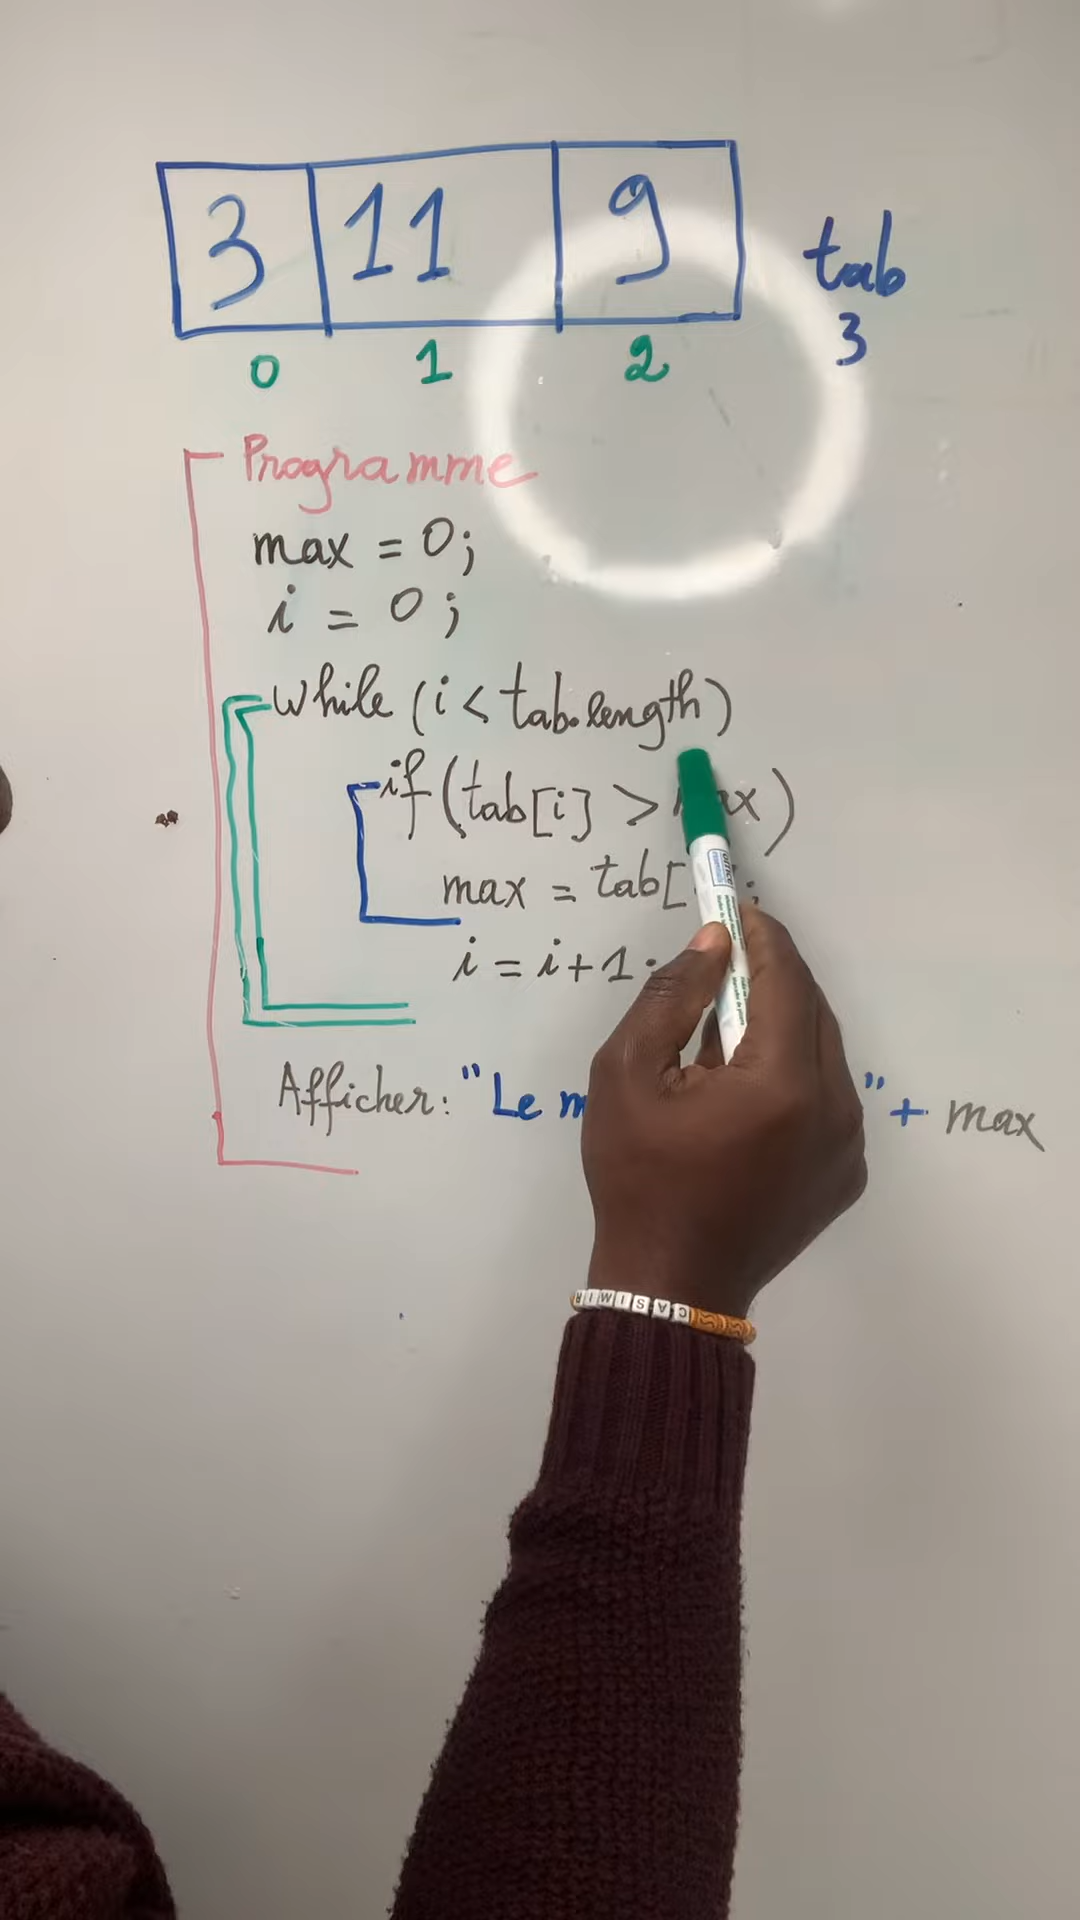 3 11 9 tab
0 1 2 3
Programme
max = 0;
i = 0;
while (i < tab.length)
if (tab[i] > max)
max = tab[ ;
i = i+1;
Afficher: "Le " + max
CASIMIR